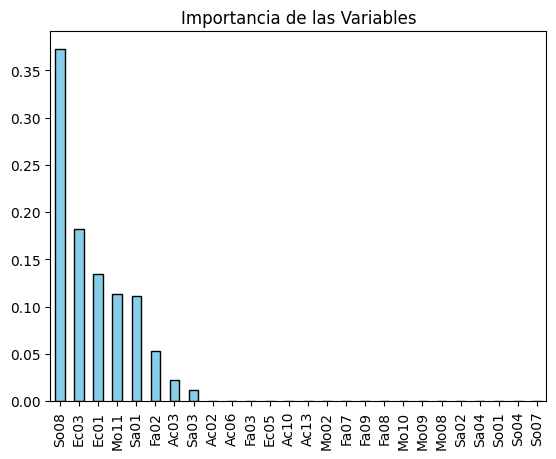 Importancia de las Variables
0.35
0.30
0.25
0.20
0.15
0.10
0.05
0.00
So08
Ec03
Ec01
Mo11
Sa01
Fa02
Ac03
Sa03
Ac02
Ac06
Fa03
Ec05
Ac10
Ac13
Mo02
Fa07
Fa09
Fa08
Mo10
Mo09
Mo08
Sa02
Sa04
So01
So04
So07